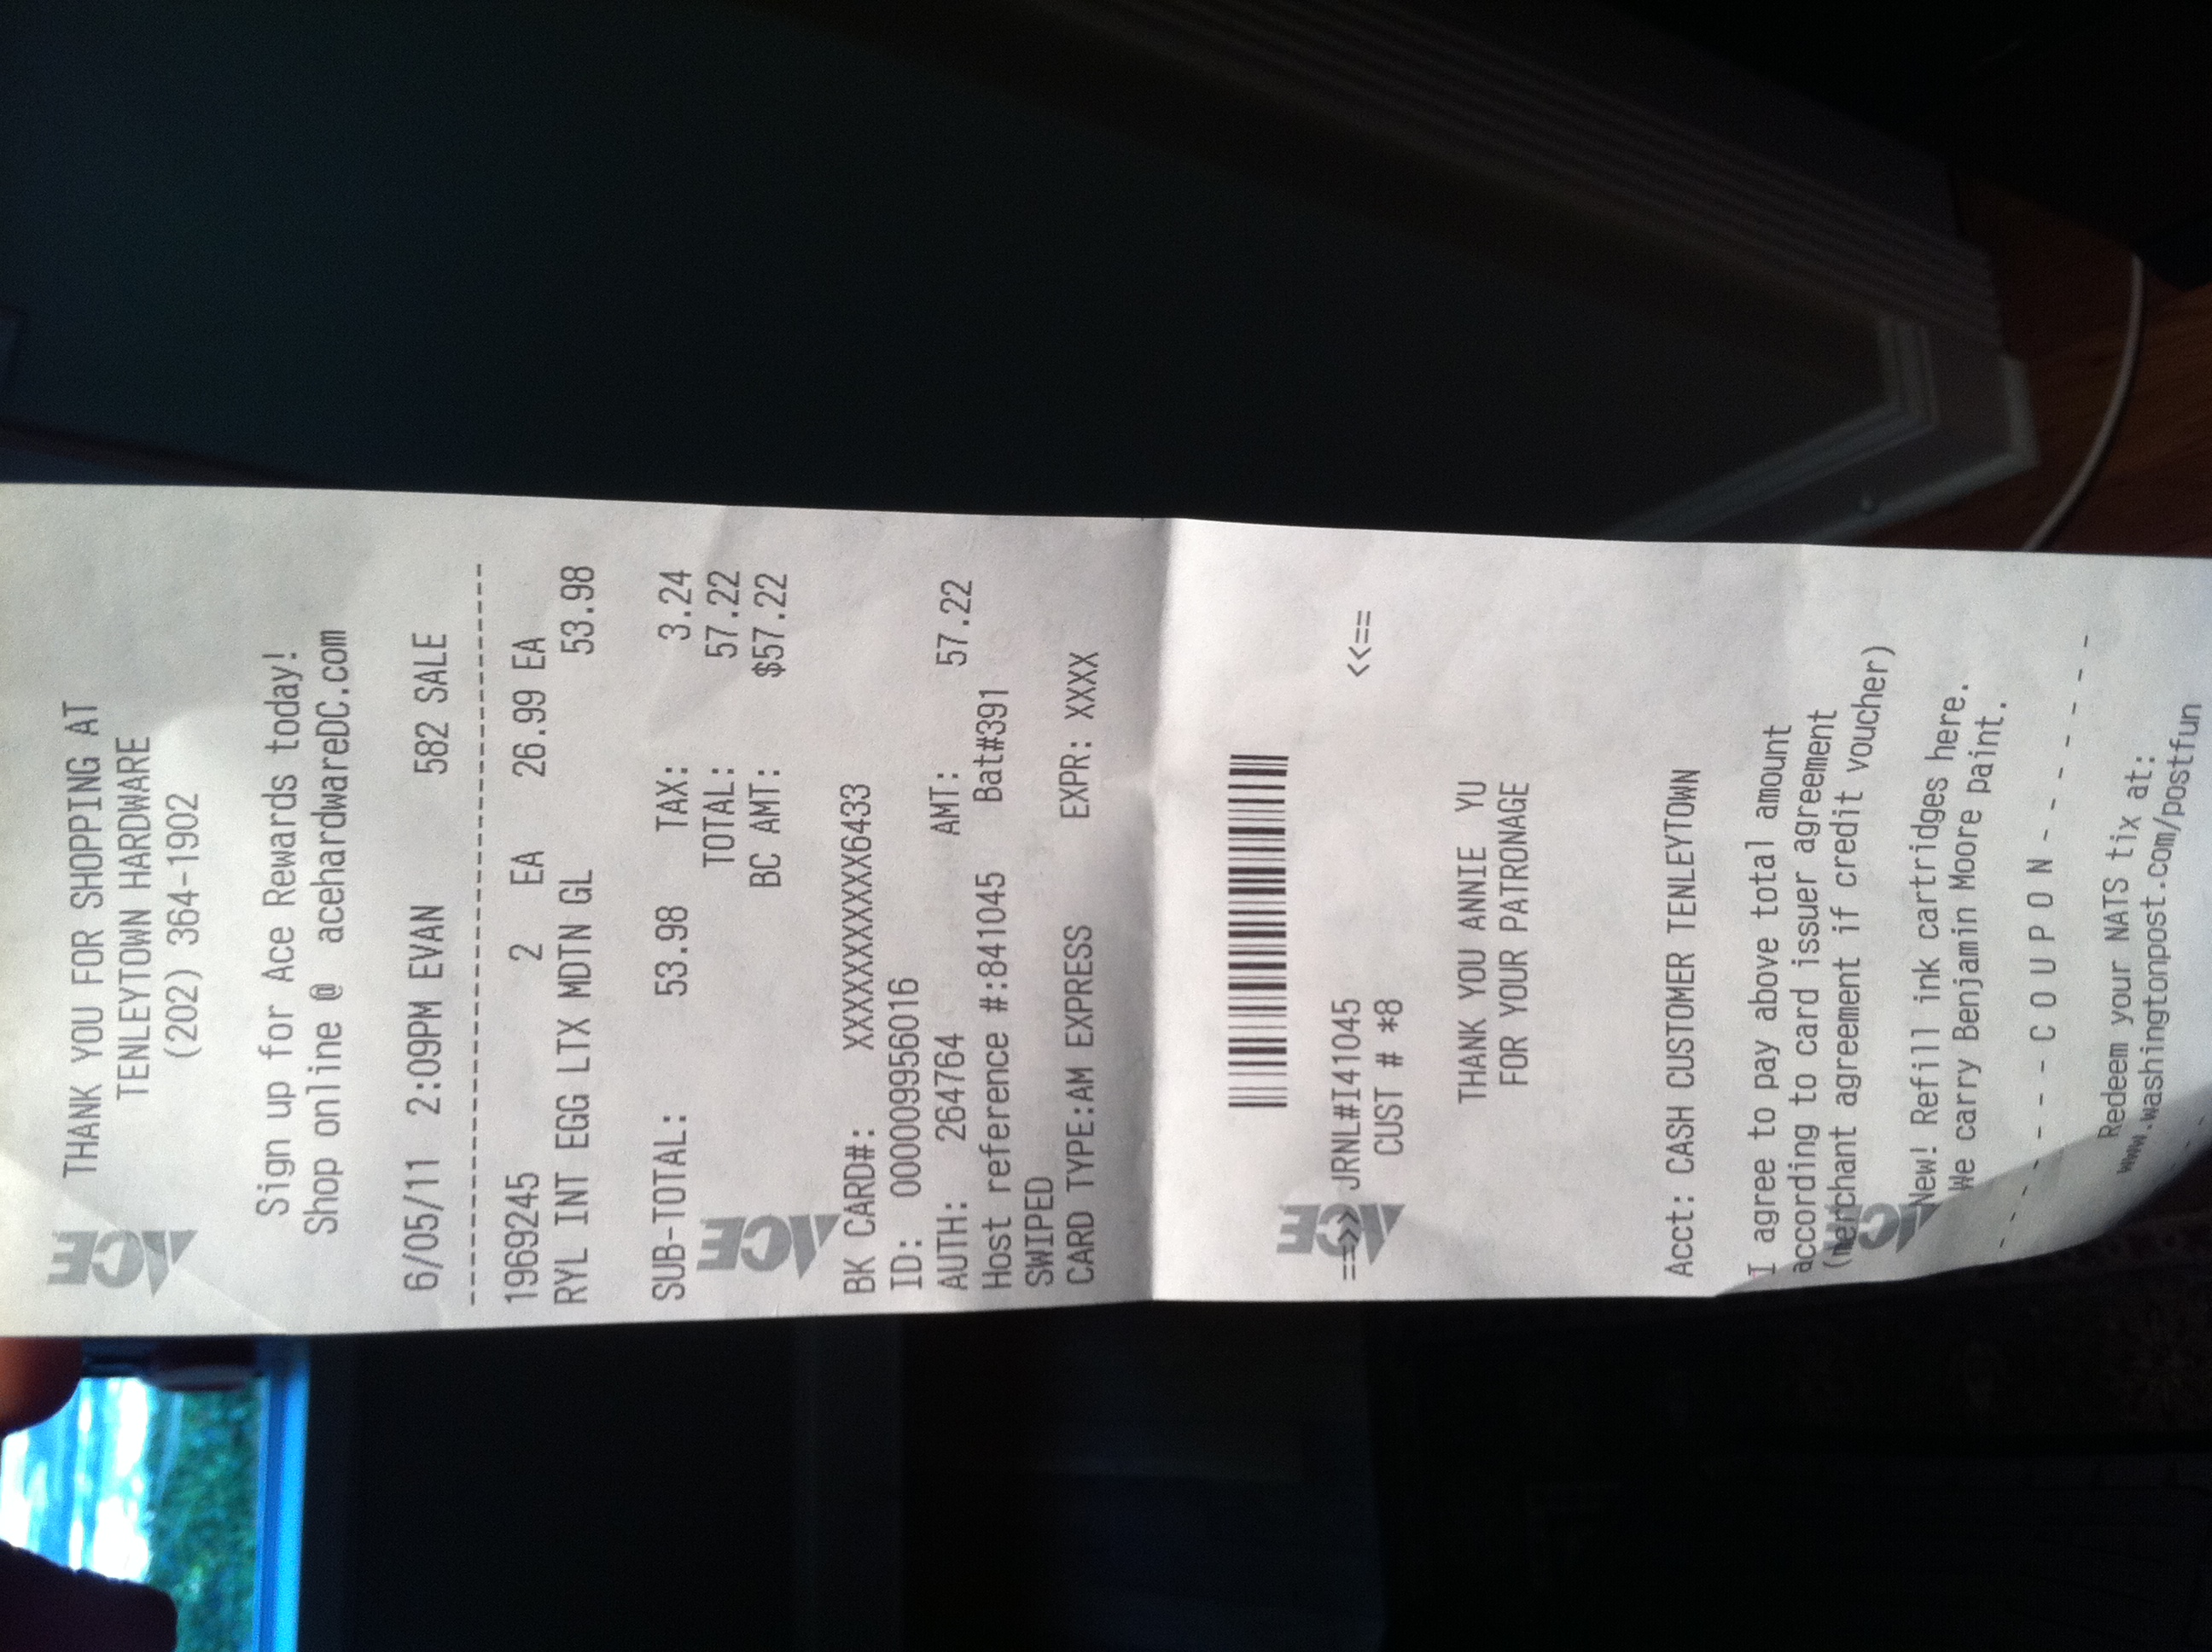 ACE
THANK YOU FOR SHOPPING AT
TENLEYTOWN HARDWARE
(202) 364-1902
Sign up for Ace Rewards today!
Shop online @ acehardwareDC.com
6/05/11 2:09PM EVAN 582 SALE
----------------------------------------
1969245 2 EA 26.99 EA
RYL INT EGG LTX MDTN GL 53.98
SUB-TOTAL: 53.98 TAX: 3.24
TOTAL: 57.22
BC AMT: $57.22
ACE
BK CARD#: XXXXXXXXXXX6433
ID: 000009956016
AUTH: 264764 AMT: 57.22
Host reference #:841045 Bat#391
SWIPED
CARD TYPE:AM EXPRESS EXPR: XXXX
ACE
==>> JRNL#I41045 <<==
CUST # *8
THANK YOU ANNIE YU
FOR YOUR PATRONAGE
Acct: CASH CUSTOMER TENLEYTOWN
I agree to pay above total amount
according to card issuer agreement
(merchant agreement if credit voucher)
ACE
New! Refill ink cartridges here.
We carry Benjamin Moore paint.
------COUPON-------
Redeem your NATS tix at:
www.washingtonpost.com/postfun